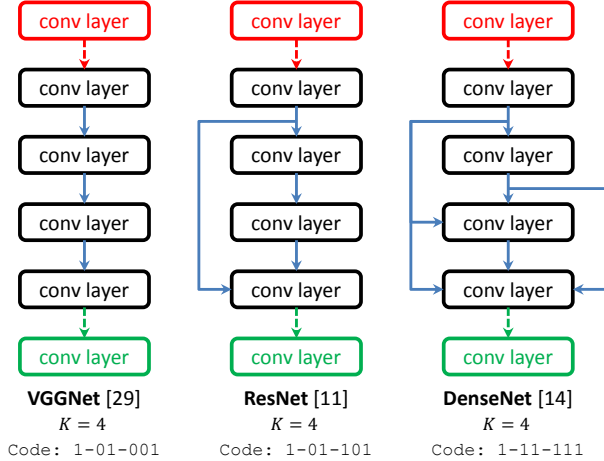 conv layer conv layer conv layer
conv layer conv layer conv layer
conv layer conv layer conv layer
conv layer conv layer conv layer
conv layer conv layer conv layer
conv layer conv layer conv layer
VGGNet [29] ResNet [11] DenseNet [14]
K = 4 K = 4 K = 4
Code: 1-01-001 Code: 1-01-101 Code: 1-11-111